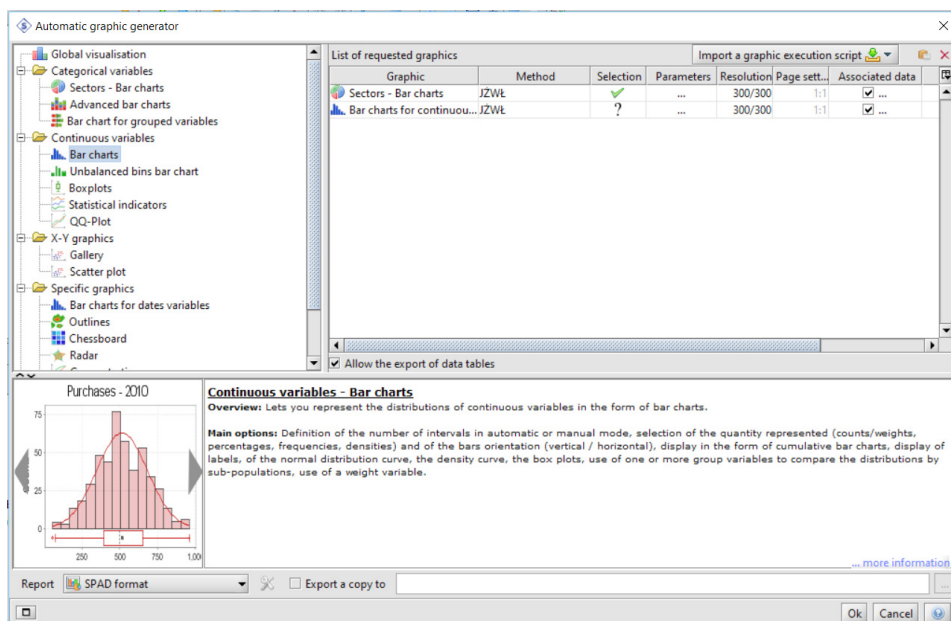 Automatic graphic generator
Global visualisation
Categorical variables
Sectors - Bar charts
Advanced bar charts
Bar chart for grouped variables
Continuous variables
Bar charts
Unbalanced bins bar chart
Boxplots
Statistical indicators
QQ-Plot
X-Y graphics
Gallery
Scatter plot
Specific graphics
Bar charts for dates variables
Outlines
Chessboard
Radar
List of requested graphics
Import a graphic execution script
Graphic Method Selection Parameters Resolution Page sett... Associated data
Sectors - Bar charts JŻWŁ ... 300/300 1:1 ...
Bar charts for continuou... JŻWŁ ? ... 300/300 1:1 ...
Allow the export of data tables
Purchases - 2010
75
50
25
0
250 500 750 1,00
Continuous variables - Bar charts
Overview: Lets you represent the distributions of continuous variables in the form of bar charts.
Main options: Definition of the number of intervals in automatic or manual mode, selection of the quantity represented (counts/weights,
percentages, frequencies, densities) and of the bars orientation (vertical / horizontal), display in the form of cumulative bar charts, display of
labels, of the normal distribution curve, the density curve, the box plots, use of one or more group variables to compare the distributions by
sub-populations, use of a weight variable.
... more information
Report SPAD format Export a copy to ...
Ok Cancel